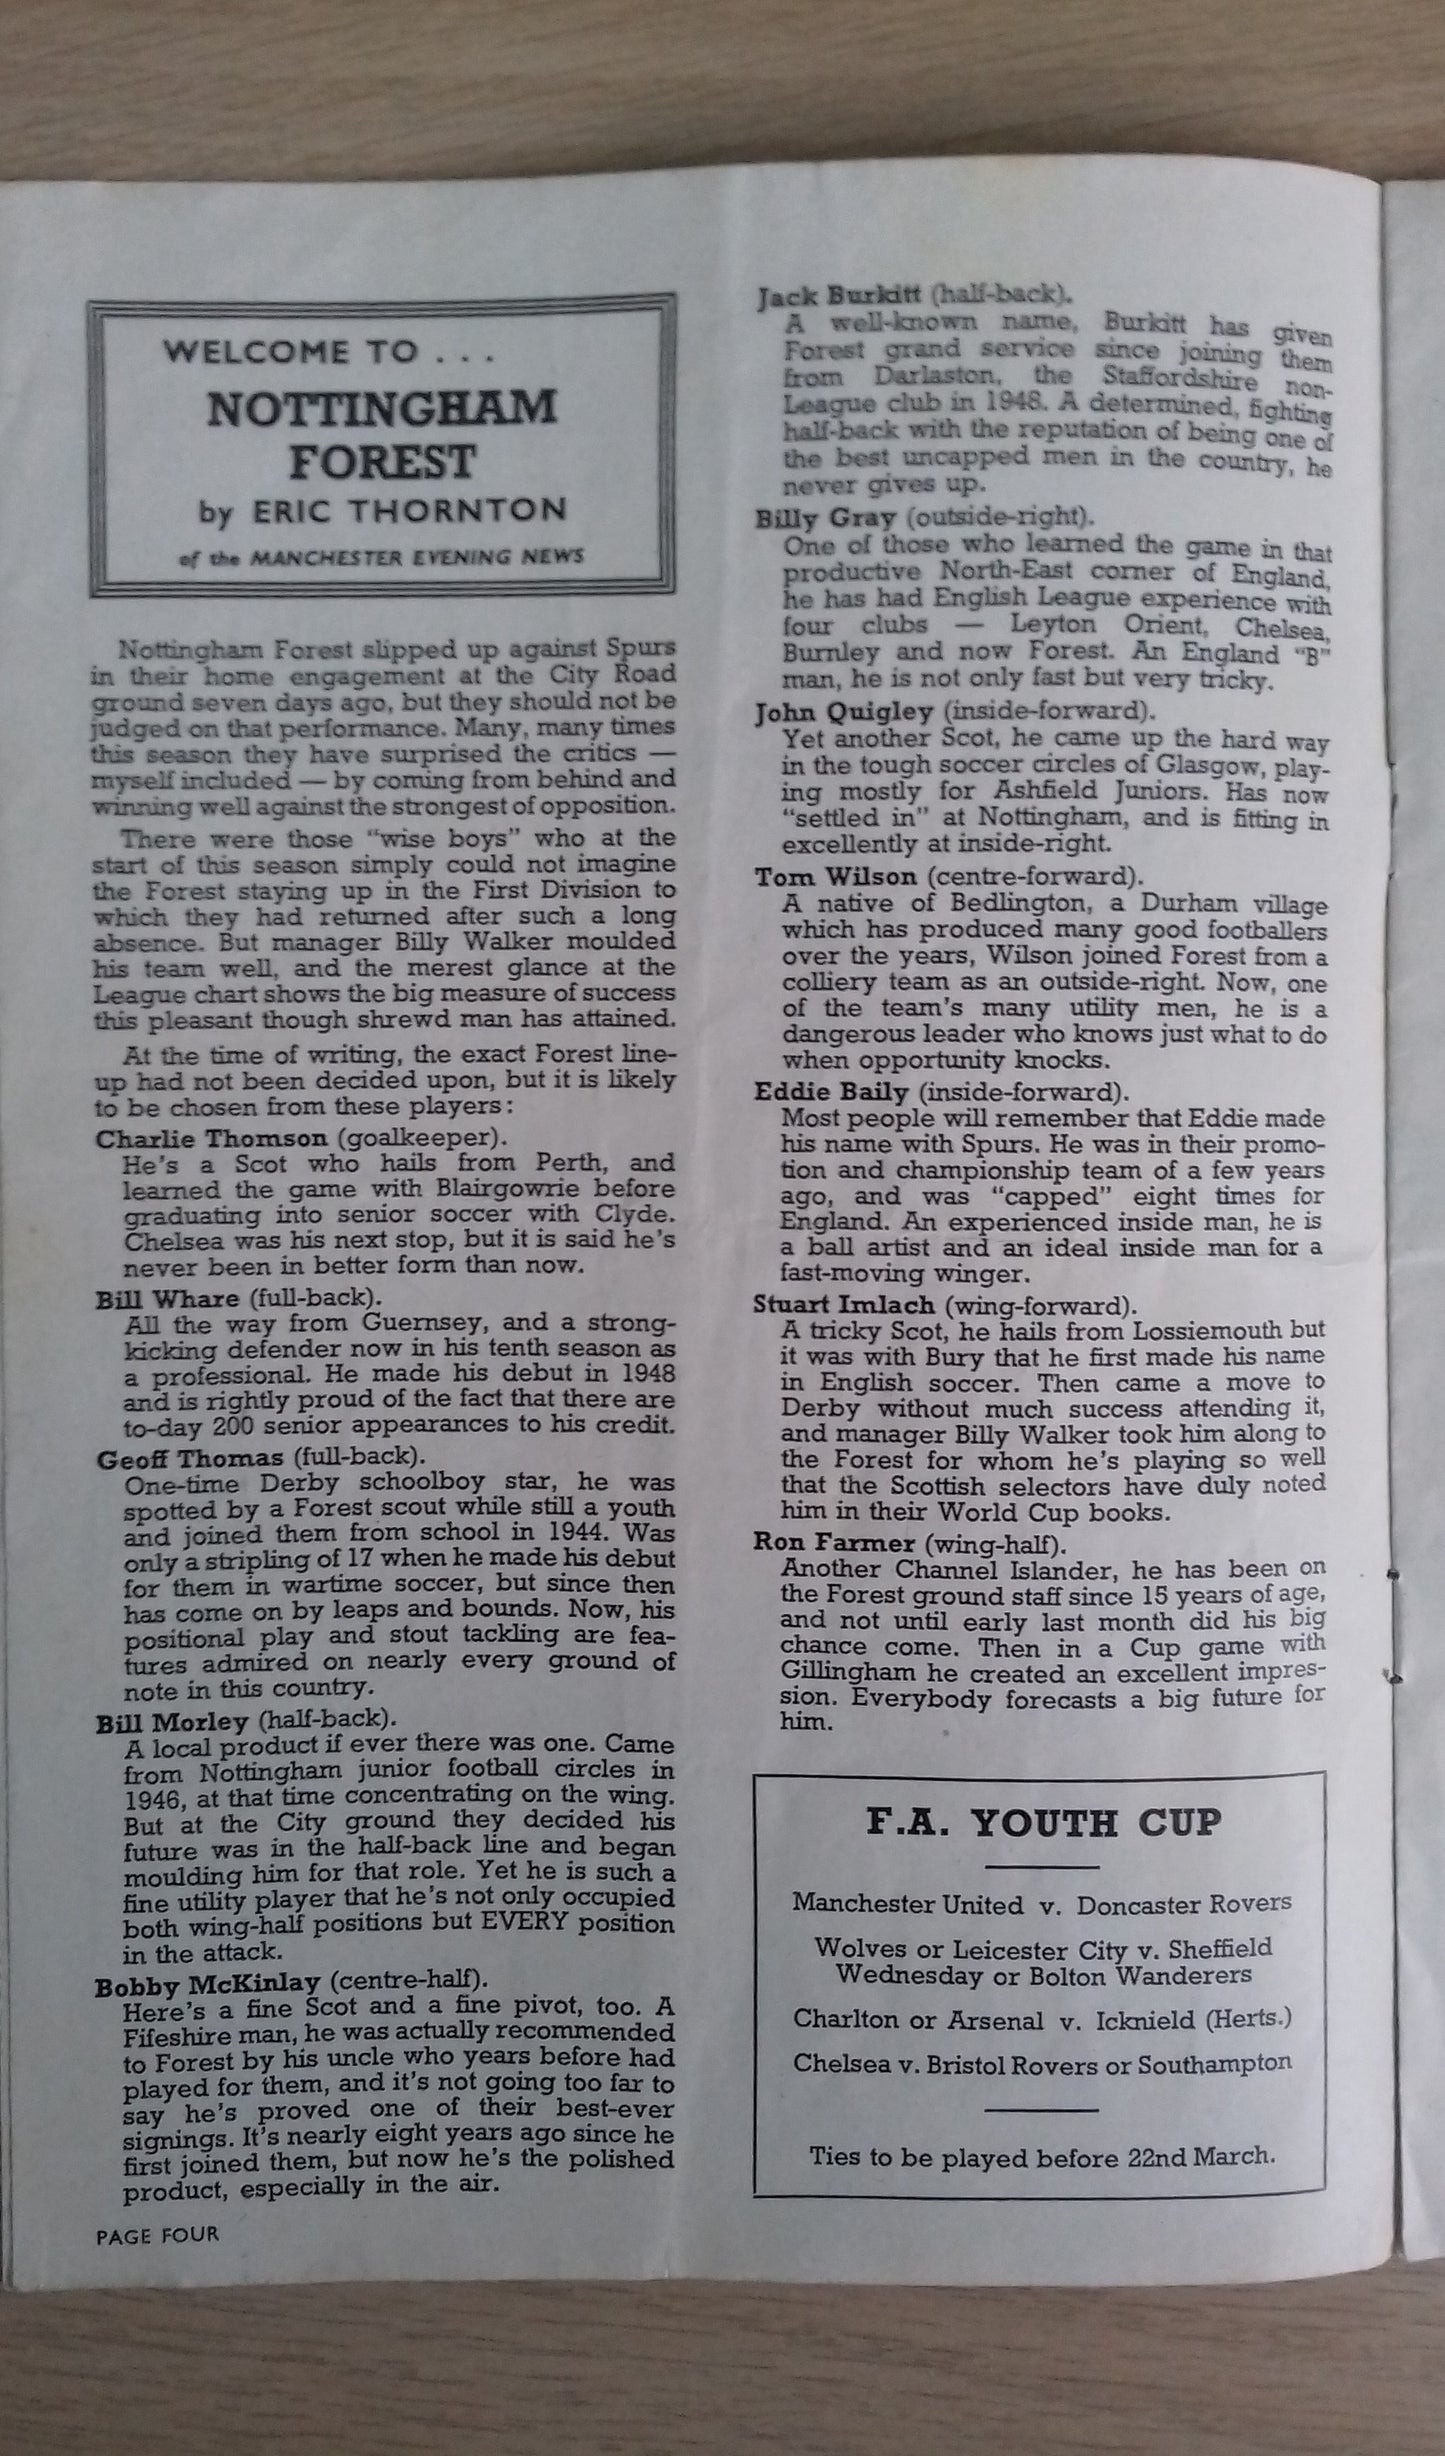 WELCOME TO . . .
NOTTINGHAM
FOREST
by ERIC THORNTON
of the MANCHESTER EVENING NEWS
Nottingham Forest slipped up against Spurs
in their home engagement at the City Road
ground seven days ago, but they should not be
judged on that performance. Many, many times
this season they have surprised the critics —
myself included — by coming from behind and
winning well against the strongest of opposition.
There were those "wise boys" who at the
start of this season simply could not imagine
the Forest staying up in the First Division to
which they had returned after such a long
absence. But manager Billy Walker moulded
his team well, and the merest glance at the
League chart shows the big measure of success
this pleasant though shrewd man has attained.
At the time of writing, the exact Forest line-
up had not been decided upon, but it is likely
to be chosen from these players:
Charlie Thomson (goalkeeper).
He's a Scot who hails from Perth, and
learned the game with Blairgowrie before
graduating into senior soccer with Clyde.
Chelsea was his next stop, but it is said he's
never been in better form than now.
Bill Whare (full-back).
All the way from Guernsey, and a strong-
kicking defender now in his tenth season as
a professional. He made his debut in 1948
and is rightly proud of the fact that there are
to-day 200 senior appearances to his credit.
Geoff Thomas (full-back).
One-time Derby schoolboy star, he was
spotted by a Forest scout while still a youth
and joined them from school in 1944. Was
only a stripling of 17 when he made his debut
for them in wartime soccer, but since then
has come on by leaps and bounds. Now, his
positional play and stout tackling are fea-
tures admired on nearly every ground of
note in this country.
Bill Morley (half-back).
A local product if ever there was one. Came
from Nottingham junior football circles in
1946, at that time concentrating on the wing.
But at the City ground they decided his
future was in the half-back line and began
moulding him for that role. Yet he is such a
fine utility player that he's not only occupied
both wing-half positions but EVERY position
in the attack.
Bobby McKinlay (centre-half).
Here's a fine Scot and a fine pivot, too. A
Fifeshire man, he was actually recommended
to Forest by his uncle who years before had
played for them, and it's not going too far to
say he's proved one of their best-ever
signings. It's nearly eight years ago since he
first joined them, but now he's the polished
product, especially in the air.
PAGE FOUR
Jack Burkitt (half-back).
A well-known name, Burkitt has given
Forest grand service since joining them
from Darlaston, the Staffordshire non-
League club in 1948. A determined, fighting
half-back with the reputation of being one of
the best uncapped men in the country, he
never gives up.
Billy Gray (outside-right).
One of those who learned the game in that
productive North-East corner of England,
he has had English League experience with
four clubs — Leyton Orient, Chelsea,
Burnley and now Forest. An England "B"
man, he is not only fast but very tricky.
John Quigley (inside-forward).
Yet another Scot, he came up the hard way
in the tough soccer circles of Glasgow, play-
ing mostly for Ashfield Juniors. Has now
"settled in" at Nottingham, and is fitting in
excellently at inside-right.
Tom Wilson (centre-forward).
A native of Bedlington, a Durham village
which has produced many good footballers
over the years, Wilson joined Forest from a
colliery team as an outside-right. Now, one
of the team's many utility men, he is a
dangerous leader who knows just what to do
when opportunity knocks.
Eddie Baily (inside-forward).
Most people will remember that Eddie made
his name with Spurs. He was in their promo-
tion and championship team of a few years
ago, and was "capped" eight times for
England. An experienced inside man, he is
a ball artist and an ideal inside man for a
fast-moving winger.
Stuart Imlach (wing-forward).
A tricky Scot, he hails from Lossiemouth but
it was with Bury that he first made his name
in English soccer. Then came a move to
Derby without much success attending it,
and manager Billy Walker took him along to
the Forest for whom he's playing so well
that the Scottish selectors have duly noted
him in their World Cup books.
Ron Farmer (wing-half).
Another Channel Islander, he has been on
the Forest ground staff since 15 years of age,
and not until early last month did his big
chance come. Then in a Cup game with
Gillingham he created an excellent impres-
sion. Everybody forecasts a big future for
him.
F.A. YOUTH CUP
Manchester United v. Doncaster Rovers
Wolves or Leicester City v. Sheffield
Wednesday or Bolton Wanderers
Charlton or Arsenal v. Icknield (Herts.)
Chelsea v. Bristol Rovers or Southampton
Ties to be played before 22nd March.